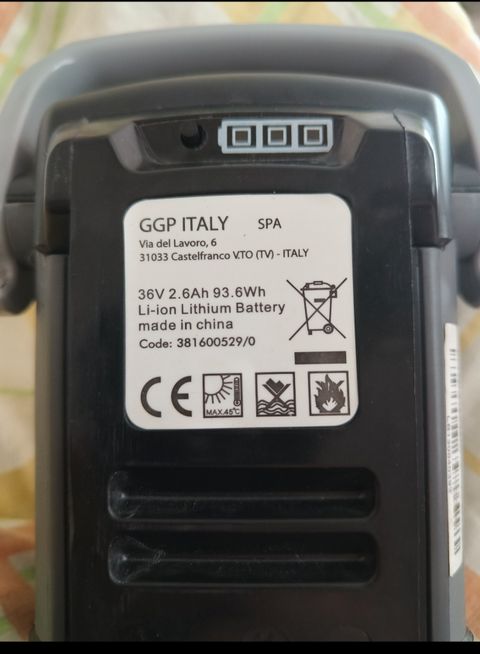 GGP ITALY SPA
Via del Lavoro, 6
31033 Castelfranco V.TO (TV) - ITALY
36V 2.6Ah 93.6Wh
Li-ion Lithium Battery
made in china
Code: 381600529/0
CE
MAX.45℃